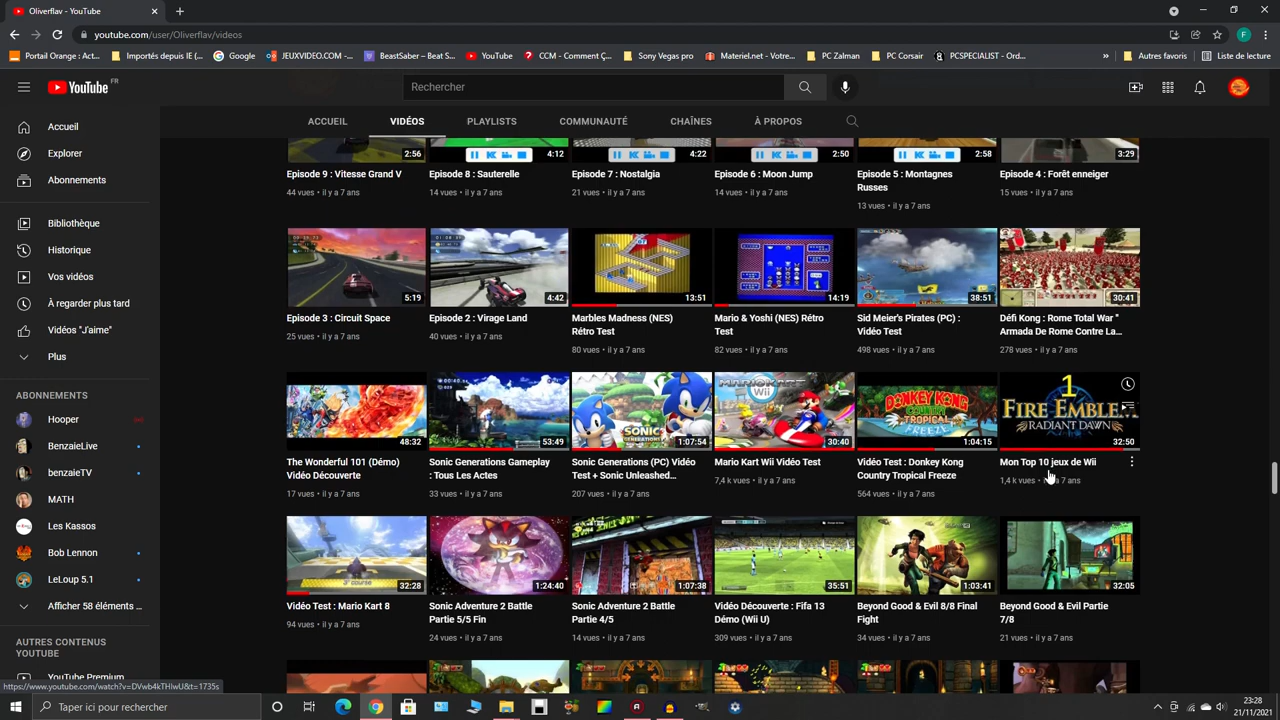 Oliverflav - YouTube
youtube.com/user/Oliverflav/videos
Portail Orange : Act... Importés depuis IE (... Google JEUXVIDEO.COM -... BeastSaber – Beat S... YouTube CCM - Comment Ç... Sony Vegas pro Materiel.net - Votre... PC Zalman PC Corsair PCSPECIALIST - Ord... » Autres favoris Liste de lecture
YouTube FR
Rechercher
ACCUEIL VIDÉOS PLAYLISTS COMMUNAUTÉ CHAÎNES À PROPOS
Accueil
Explorer
Abonnements
Bibliothèque
Historique
Vos vidéos
À regarder plus tard
Vidéos "J'aime"
Plus
ABONNEMENTS
Hooper
BenzaieLive
benzaieTV
MATH
Les Kassos
Bob Lennon
LeLoup 5.1
Afficher 58 éléments ...
AUTRES CONTENUS
YOUTUBE
YouTube Premium
2:56 4:12 4:22 2:50 2:58 3:29
Episode 9 : Vitesse Grand V
44 vues • il y a 7 ans
Episode 8 : Sauterelle
14 vues • il y a 7 ans
Episode 7 : Nostalgia
21 vues • il y a 7 ans
Episode 6 : Moon Jump
14 vues • il y a 7 ans
Episode 5 : Montagnes
Russes
13 vues • il y a 7 ans
Episode 4 : Forêt enneiger
15 vues • il y a 7 ans
5:19 4:42 13:51 14:19 38:51 30:41
Episode 3 : Circuit Space
25 vues • il y a 7 ans
Episode 2 : Virage Land
40 vues • il y a 7 ans
Marbles Madness (NES)
Rétro Test
80 vues • il y a 7 ans
Mario & Yoshi (NES) Rétro
Test
82 vues • il y a 7 ans
Sid Meier's Pirates (PC) :
Vidéo Test
498 vues • il y a 7 ans
Défi Kong : Rome Total War "
Armada De Rome Contre La...
278 vues • il y a 7 ans
SONIC GENERATIONS
MARIOKART Wii
DONKEY KONG COUNTRY TROPICAL FREEZE
1
FIRE EMBLEM
RADIANT DAWN
48:32 53:49 1:07:54 30:40 1:04:15 32:50
The Wonderful 101 (Démo)
Vidéo Découverte
17 vues • il y a 7 ans
Sonic Generations Gameplay
: Tous Les Actes
33 vues • il y a 7 ans
Sonic Generations (PC) Vidéo
Test + Sonic Unleashed...
207 vues • il y a 7 ans
Mario Kart Wii Vidéo Test
7,4 k vues • il y a 7 ans
Vidéo Test : Donkey Kong
Country Tropical Freeze
564 vues • il y a 7 ans
Mon Top 10 jeux de Wii
1,4 k vues • il y a 7 ans
3e course
32:28 1:24:40 1:07:38 35:51 1:03:41 32:05
Vidéo Test : Mario Kart 8
94 vues • il y a 7 ans
Sonic Adventure 2 Battle
Partie 5/5 Fin
24 vues • il y a 7 ans
Sonic Adventure 2 Battle
Partie 4/5
14 vues • il y a 7 ans
Vidéo Découverte : Fifa 13
Démo (Wii U)
309 vues • il y a 7 ans
Beyond Good & Evil 8/8 Final
Fight
34 vues • il y a 7 ans
Beyond Good & Evil Partie
7/8
21 vues • il y a 7 ans
https://www.youtube.com/watch?v=DVwb4kTHIwU&t=1735s
Taper ici pour rechercher
23:28
21/11/2021